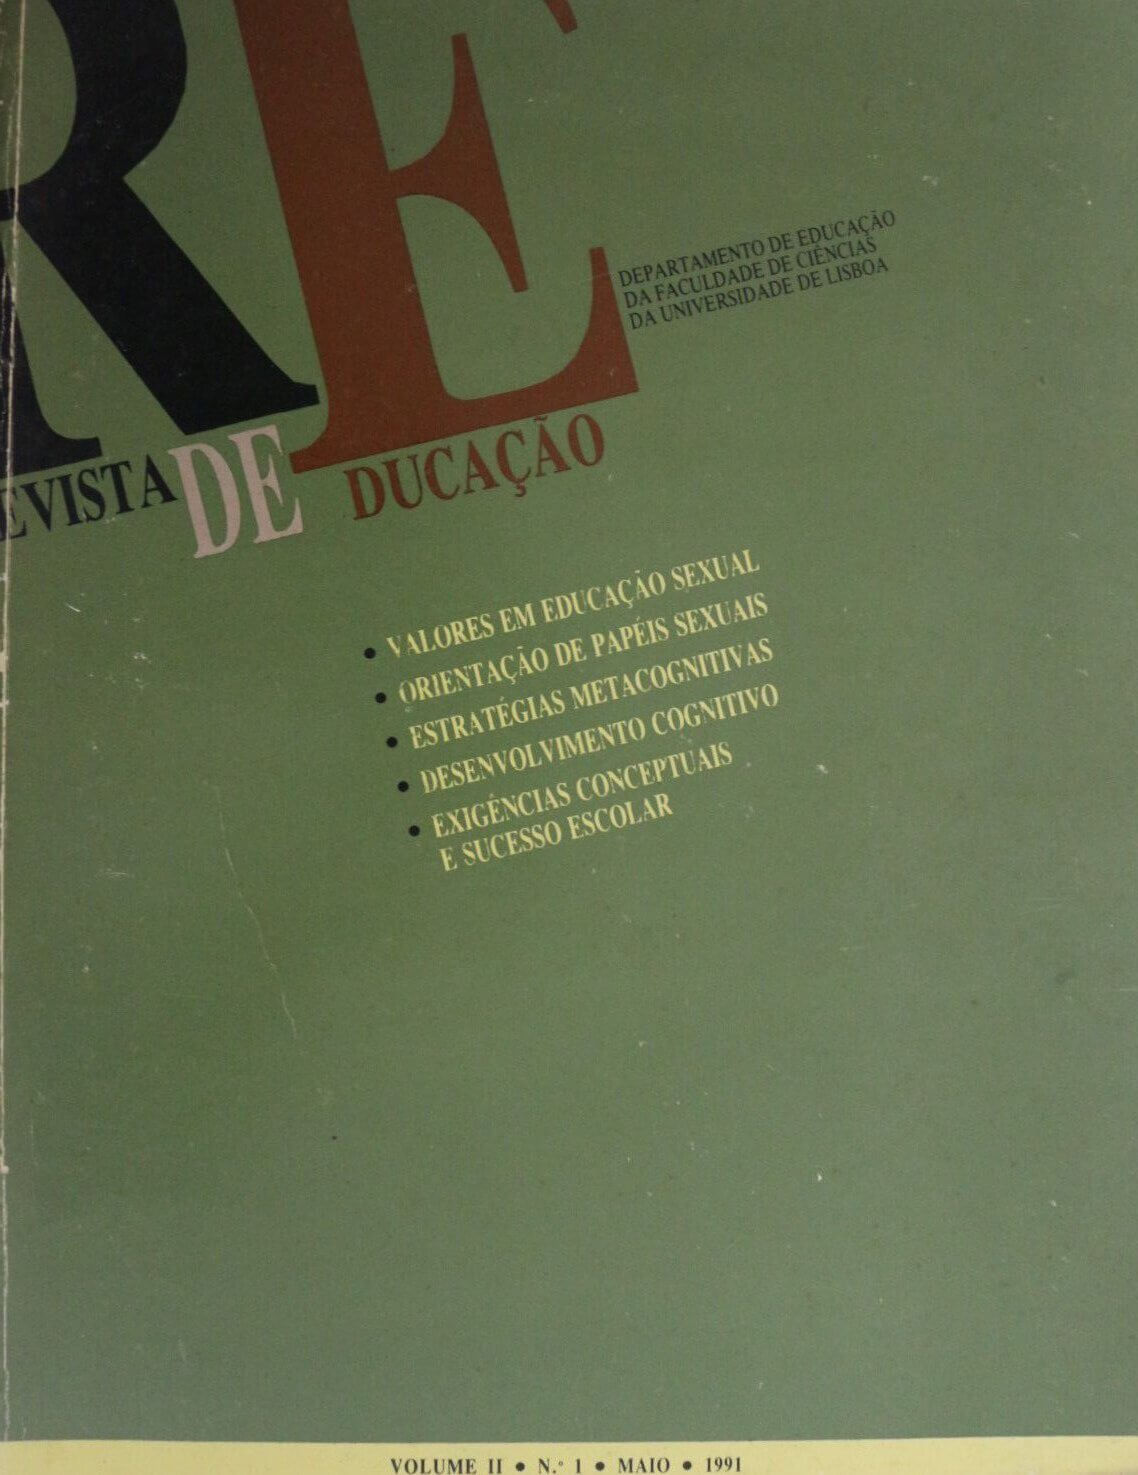 RE
DEPARTAMENTO DE EDUCAÇÃO
DA FACULDADE DE CIÊNCIAS
DA UNIVERSIDADE DE LISBOA
EVISTA DE DUCAÇÃO
• VALORES EM EDUCAÇÃO SEXUAL
• ORIENTAÇÃO DE PAPÉIS SEXUAIS
• ESTRATÉGIAS METACOGNITIVAS
• DESENVOLVIMENTO COGNITIVO
• EXIGÊNCIAS CONCEPTUAIS
E SUCESSO ESCOLAR
VOLUME II • N.º 1 • MAIO • 1991